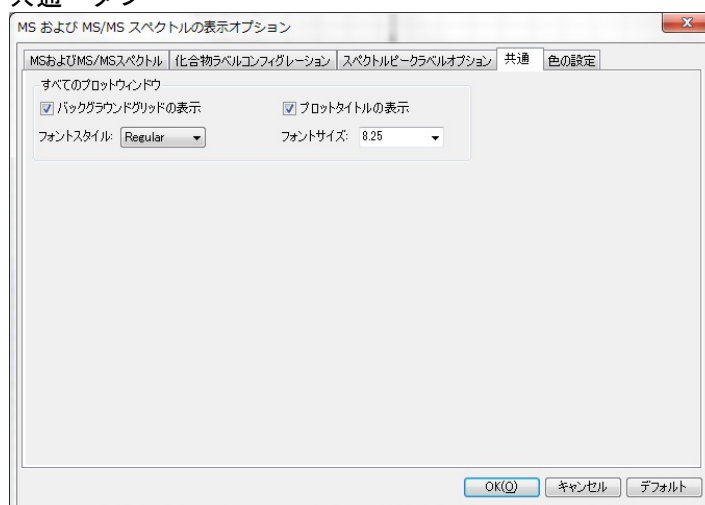 MS および MS/MS スペクトルの表示オプション
MSおよびMS/MSスペクトル 化合物ラベルコンフィグレーション スペクトルピークラベルオプション 共通 色の設定
すべてのプロットウィンドウ
バックグラウンドグリッドの表示 プロットタイトルの表示
フォントスタイル: Regular フォントサイズ: 8.25
OK(O) キャンセル デフォルト